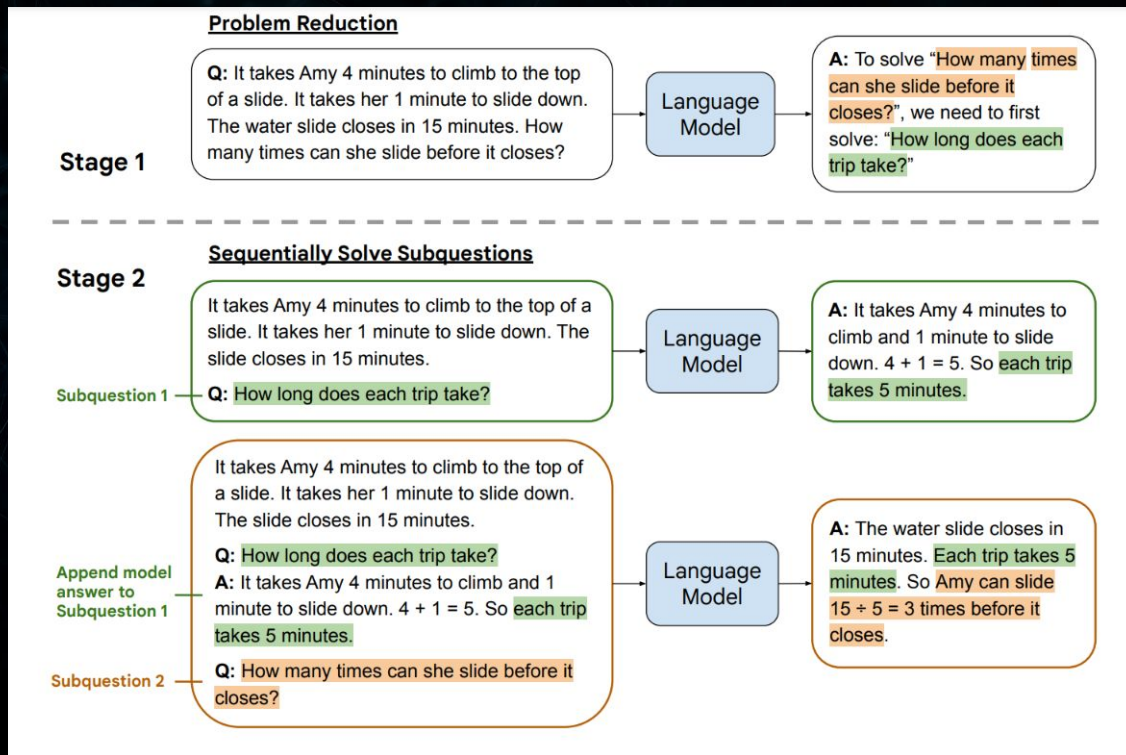 Problem Reduction
Stage 1
Q: It takes Amy 4 minutes to climb to the top
of a slide. It takes her 1 minute to slide down.
The water slide closes in 15 minutes. How
many times can she slide before it closes?
Language
Model
A: To solve “How many times
can she slide before it
closes?”, we need to first
solve: “How long does each
trip take?”
Stage 2
Sequentially Solve Subquestions
It takes Amy 4 minutes to climb to the top of a
slide. It takes her 1 minute to slide down. The
slide closes in 15 minutes.
Subquestion 1
Q: How long does each trip take?
Language
Model
A: It takes Amy 4 minutes to
climb and 1 minute to slide
down. 4 + 1 = 5. So each trip
takes 5 minutes.
It takes Amy 4 minutes to climb to the top of
a slide. It takes her 1 minute to slide down.
The slide closes in 15 minutes.
Q: How long does each trip take?
Append model
answer to
Subquestion 1
A: It takes Amy 4 minutes to climb and 1
minute to slide down. 4 + 1 = 5. So each trip
takes 5 minutes.
Subquestion 2
Q: How many times can she slide before it
closes?
Language
Model
A: The water slide closes in
15 minutes. Each trip takes 5
minutes. So Amy can slide
15 ÷ 5 = 3 times before it
closes.